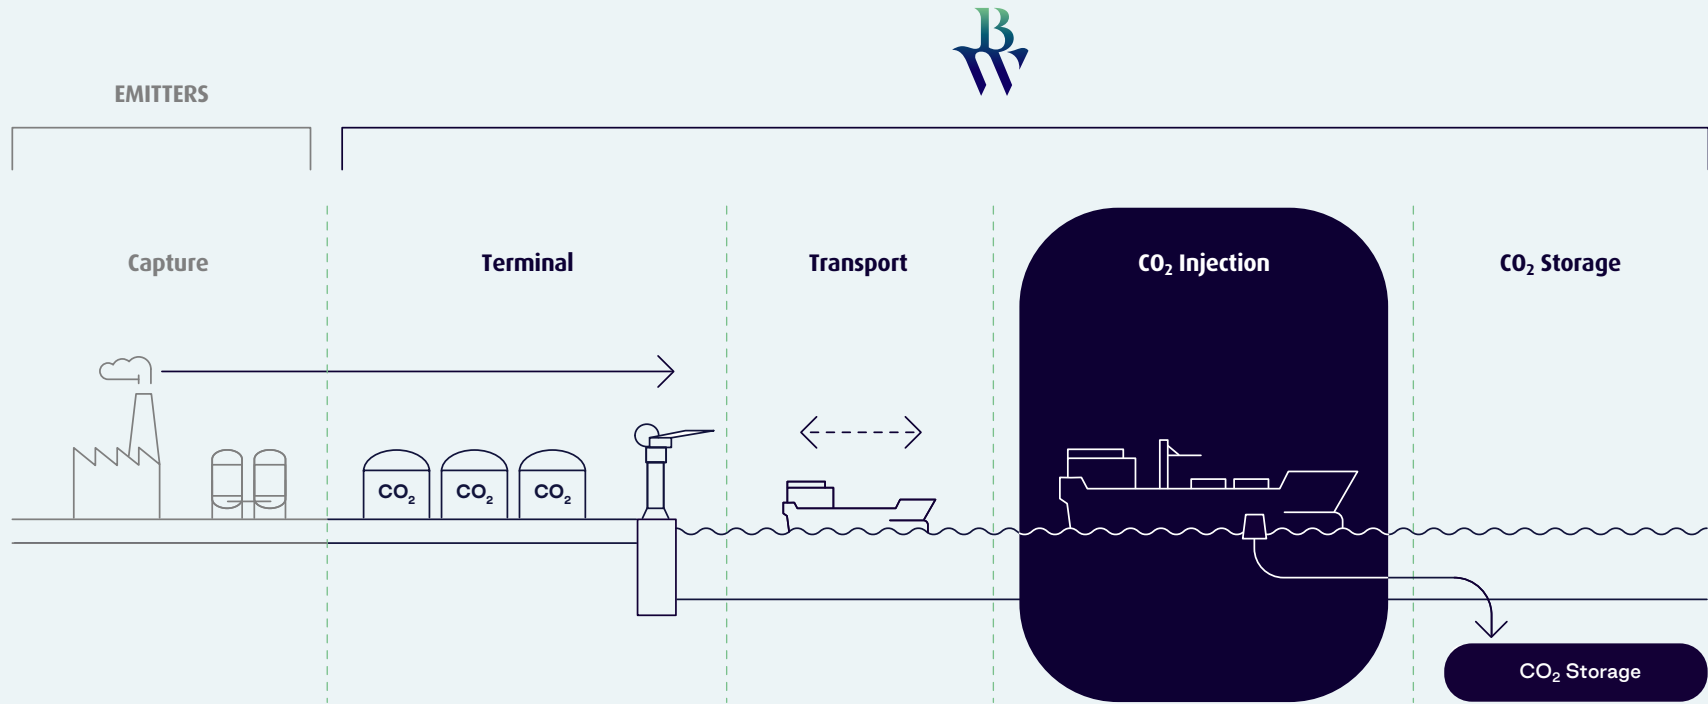 BW
EMITTERS
Capture
Terminal
Transport
CO₂ Injection
CO₂ Storage
CO₂
CO₂
CO₂
CO₂ Storage